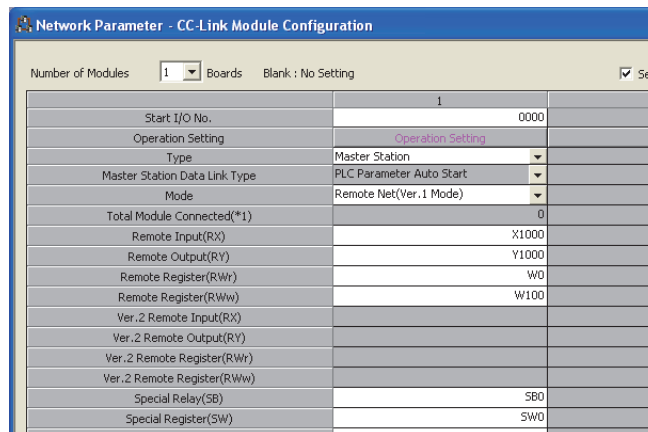 Network Parameter - CC-Link Module Configuration
Number of Modules 1 Boards Blank : No Setting
1
Start I/O No. 0000
Operation Setting Operation Setting
Type Master Station
Master Station Data Link Type PLC Parameter Auto Start
Mode Remote Net(Ver.1 Mode)
Total Module Connected(*1) 0
Remote Input(RX) X1000
Remote Output(RY) Y1000
Remote Register(RWr) W0
Remote Register(RWw) W100
Ver.2 Remote Input(RX)
Ver.2 Remote Output(RY)
Ver.2 Remote Register(RWr)
Ver.2 Remote Register(RWw)
Special Relay(SB) SB0
Special Register(SW) SW0